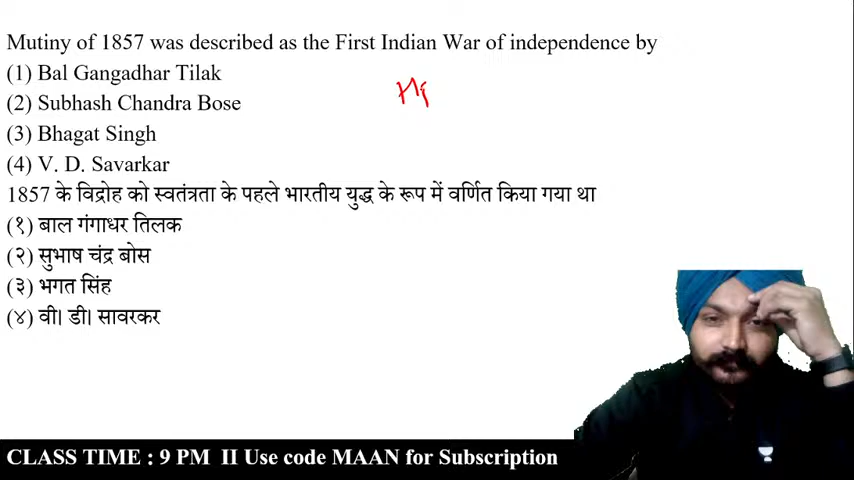 Mutiny of 1857 was described as the First Indian War of independence by
(1) Bal Gangadhar Tilak
(2) Subhash Chandra Bose
(3) Bhagat Singh
(4) V. D. Savarkar
1857 के विद्रोह को स्वतंत्रता के पहले भारतीय युद्ध के रूप में वर्णित किया गया था
(१) बाल गंगाधर तिलक
(२) सुभाष चंद्र बोस
(३) भगत सिंह
(४) वी। डी। सावरकर
CLASS TIME : 9 PM II Use code MAAN for Subscription